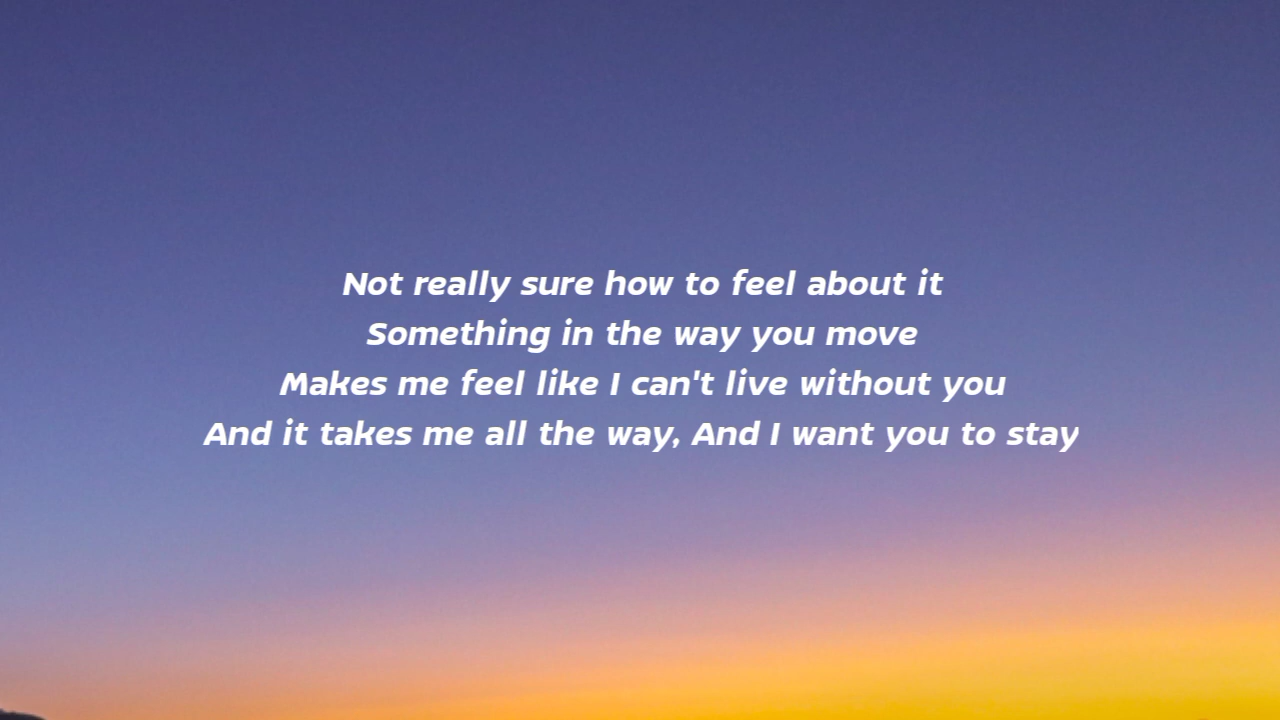 Not really sure how to feel about it
Something in the way you move
Makes me feel like I can't live without you
And it takes me all the way, And I want you to stay